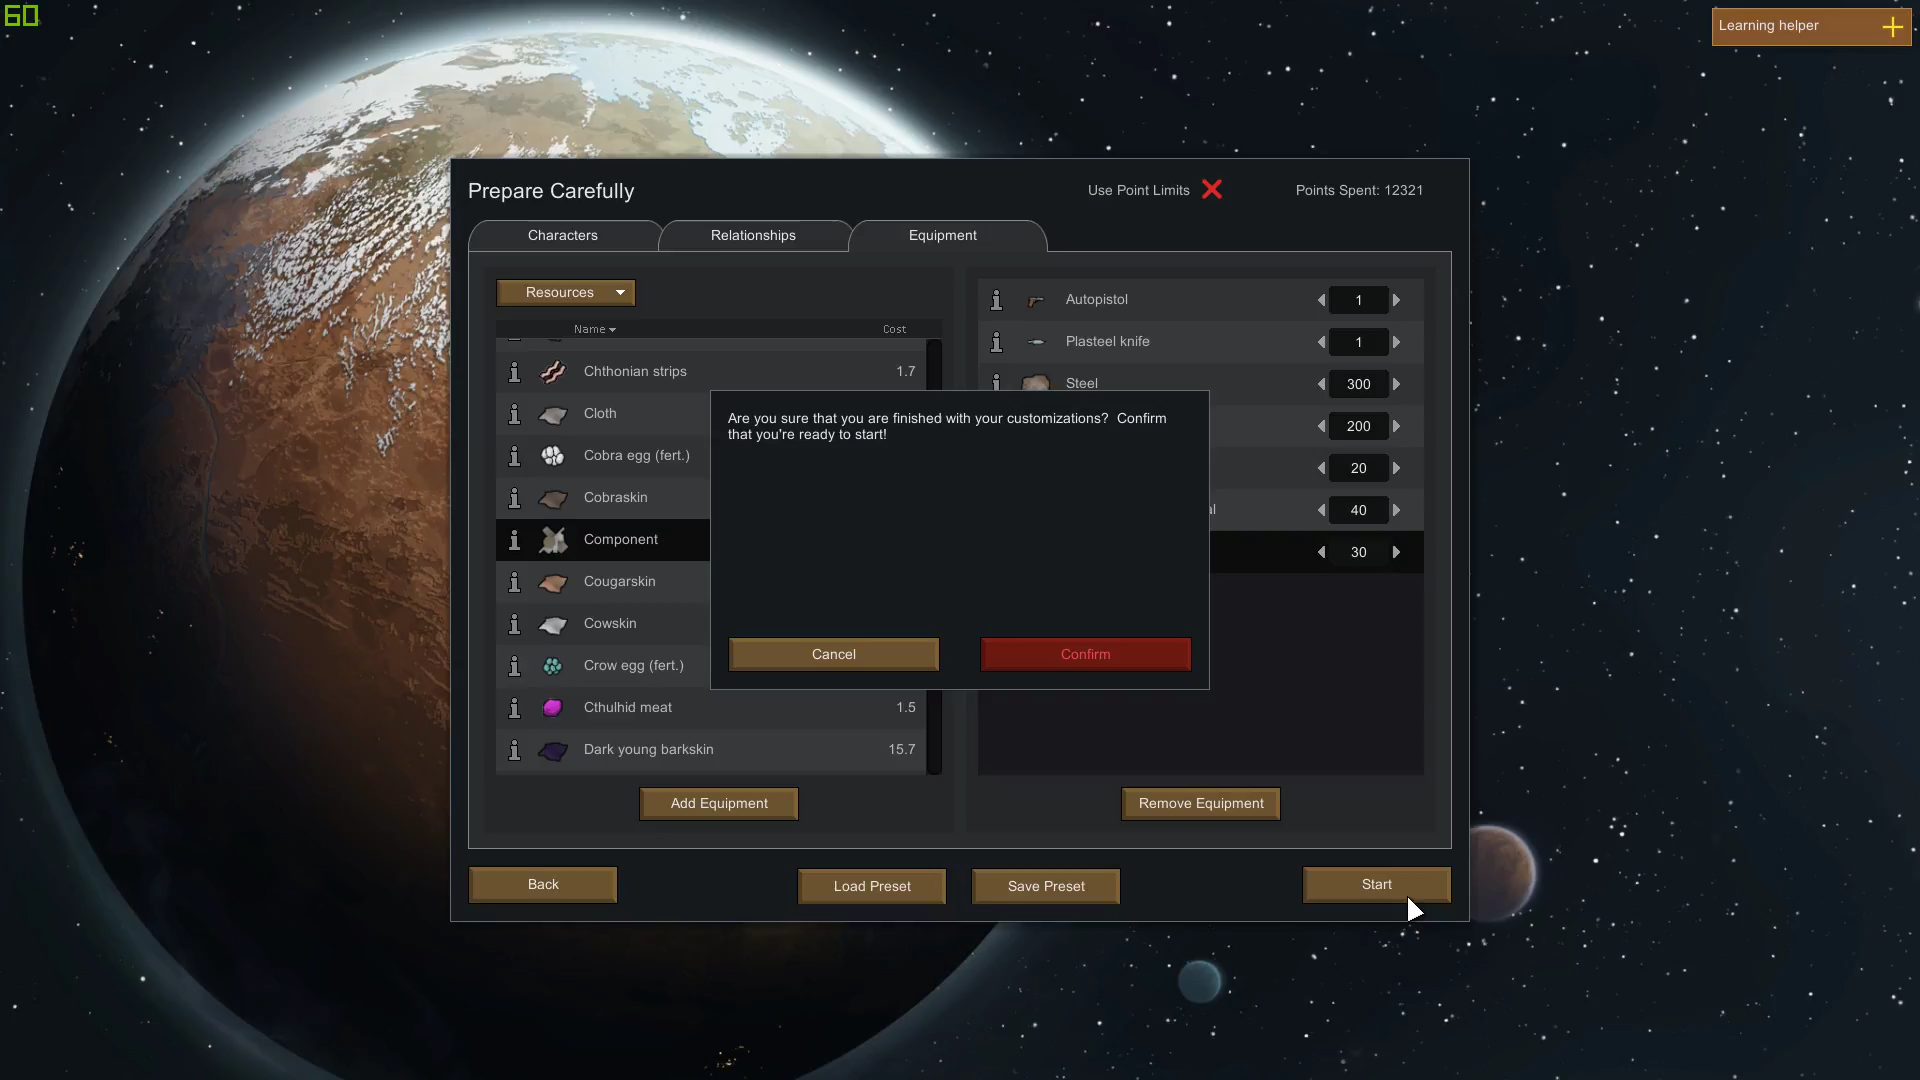 60
Learning helper
Prepare Carefully
Use Point Limits
Points Spent: 12321
Characters
Relationships
Equipment
Resources
Name
Cost
Chthonian strips 1.7
Cloth
Cobra egg (fert.)
Cobraskin
Component
Cougarskin
Cowskin
Crow egg (fert.)
Cthulhid meat 1.5
Dark young barkskin 15.7
Autopistol 1
Plasteel knife 1
Steel 300
200
20
al 40
30
Are you sure that you are finished with your customizations?  Confirm
that you're ready to start!
Cancel
Confirm
Add Equipment
Remove Equipment
Back
Load Preset
Save Preset
Start